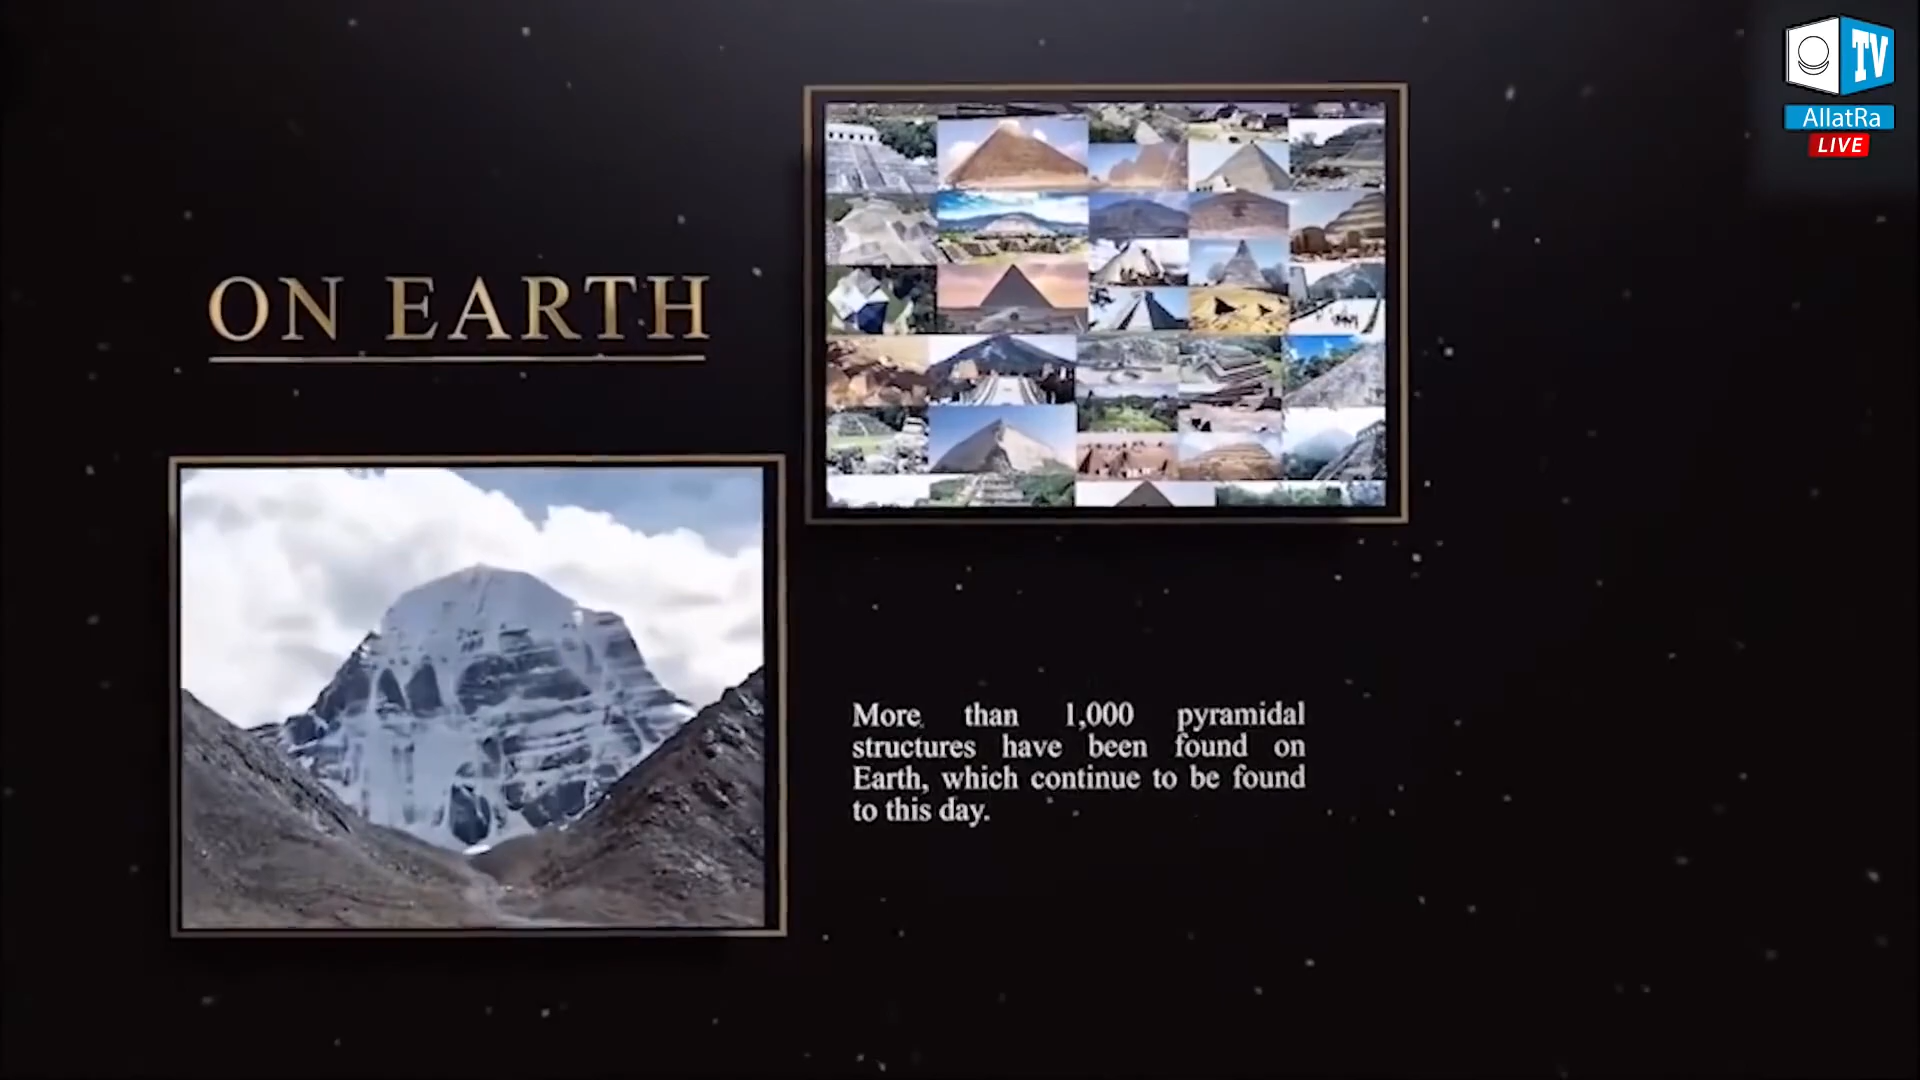 TV
AllatRa
LIVE
ON EARTH
More than 1,000 pyramidal
structures have been found on
Earth, which continue to be found
to this day.